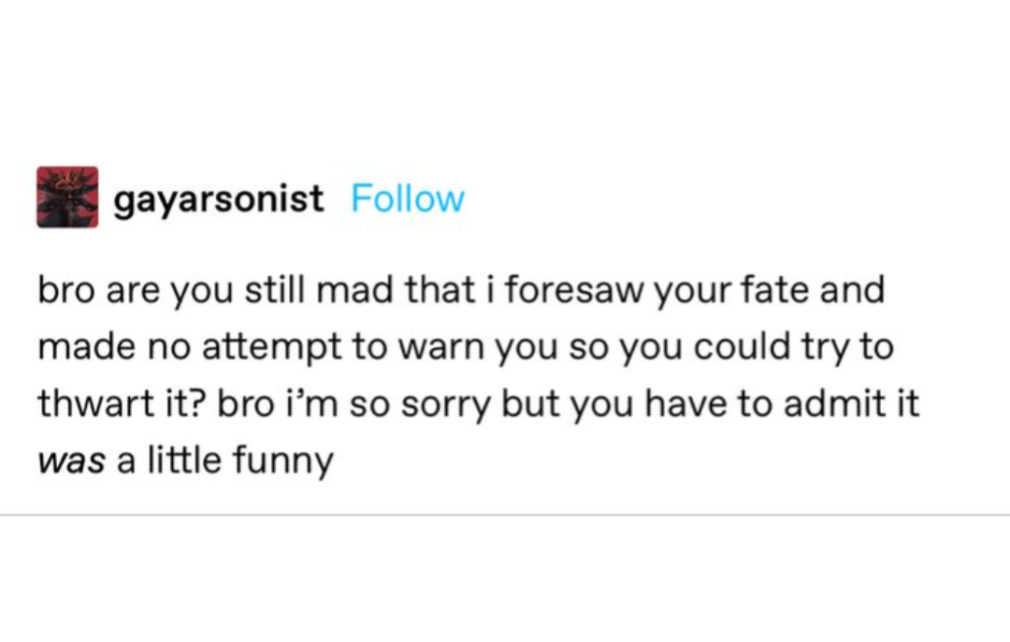 gayarsonist Follow
bro are you still mad that i foresaw your fate and
made no attempt to warn you so you could try to
thwart it? bro i’m so sorry but you have to admit it
was a little funny